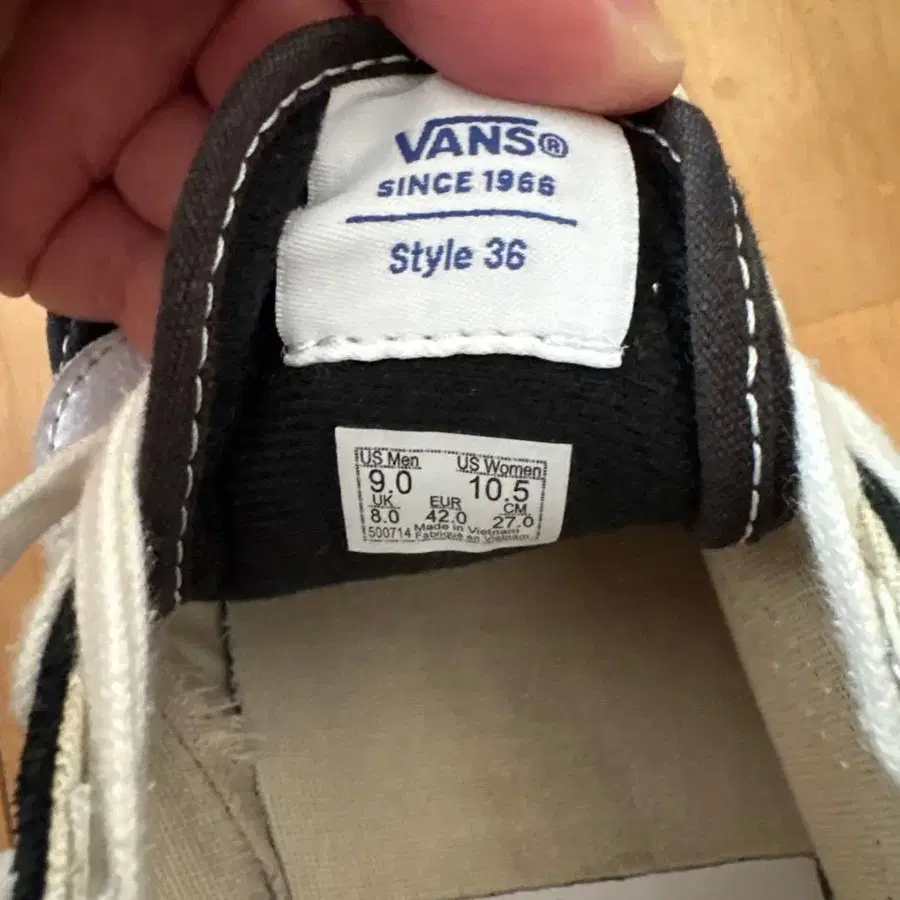 VANS®
SINCE 1966
Style 36
US Men US Women
9.0 10.5
UK EUR CM
8.0 42.0 27.0
500714 Made in Vietnam
Fabriqué en Vietnam